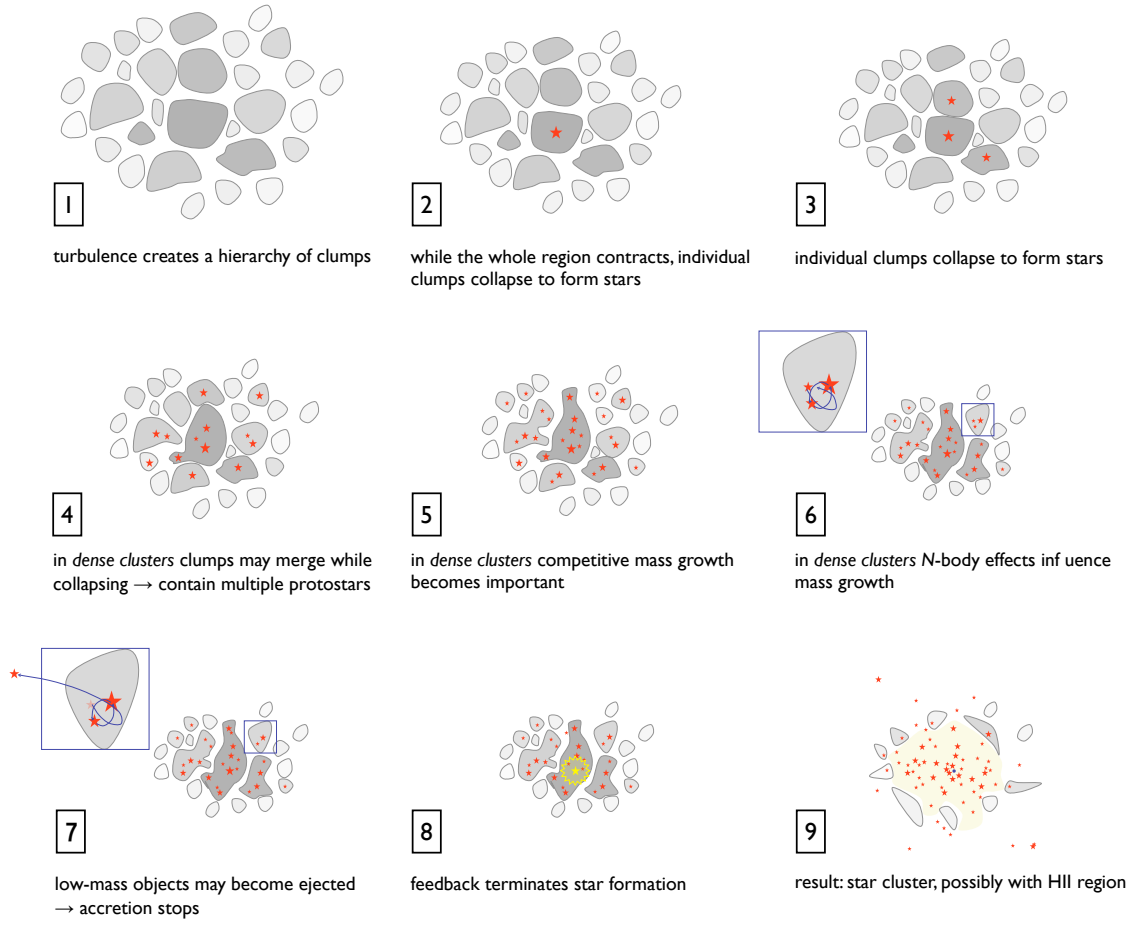 1
turbulence creates a hierarchy of clumps
2
while the whole region contracts, individual
clumps collapse to form stars
3
individual clumps collapse to form stars
4
in dense clusters clumps may merge while
collapsing → contain multiple protostars
5
in dense clusters competitive mass growth
becomes important
6
in dense clusters N-body effects inf uence
mass growth
7
low-mass objects may become ejected
→ accretion stops
8
feedback terminates star formation
9
result: star cluster, possibly with HII region